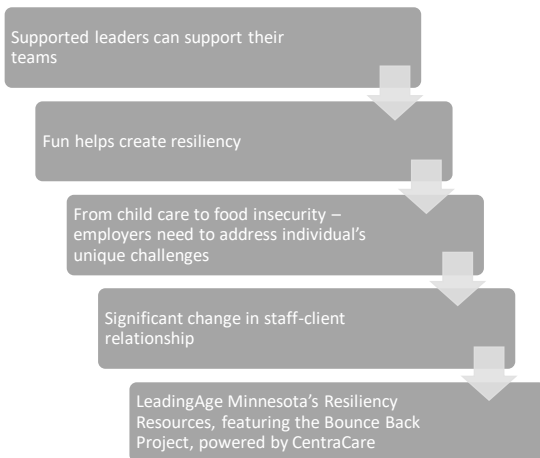 Supported leaders can support their
teams
Fun helps create resiliency
From child care to food insecurity –
employers need to address individual's
unique challenges
Significant change in staff-client
relationship
LeadingAge Minnesota's Resiliency
Resources, featuring the Bounce Back
Project, powered by CentraCare